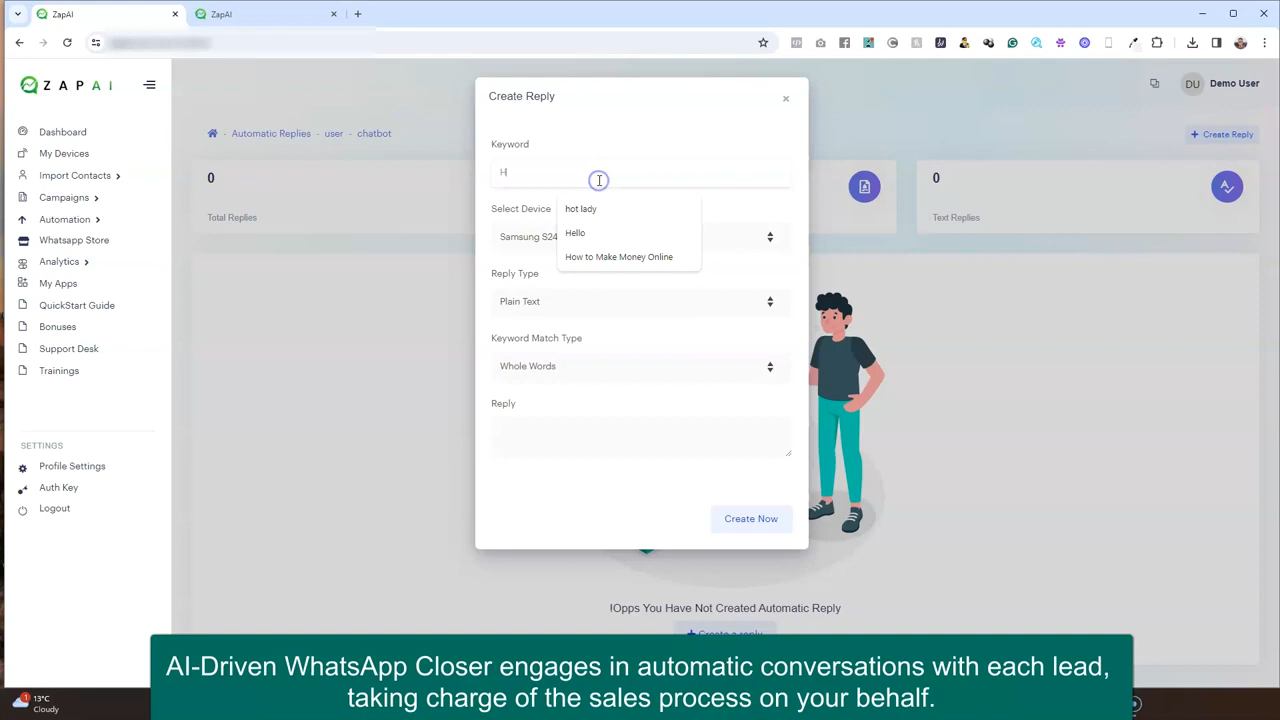 ZapAI
ZapAI
ZAPAI
Demo User
DU
Dashboard
My Devices
Import Contacts
Campaigns
Automation
Whatsapp Store
Analytics
My Apps
QuickStart Guide
Bonuses
Support Desk
Trainings
SETTINGS
Profile Settings
Auth Key
Logout
- Automatic Replies - user - chatbot
+ Create Reply
0
Total Replies
0
Text Replies
Create Reply
×
Keyword
H
hot lady
Hello
How to Make Money Online
Select Device
Samsung S24
Reply Type
Plain Text
Keyword Match Type
Whole Words
Reply
Create Now
!Opps You Have Not Created Automatic Reply
+ Create a reply
AI-Driven WhatsApp Closer engages in automatic conversations with each lead,
taking charge of the sales process on your behalf.
1
13°C
Cloudy